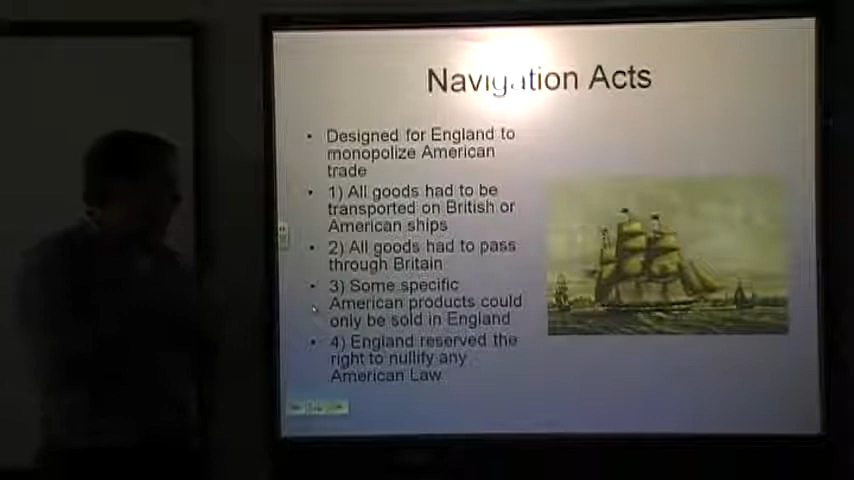 Navigation Acts
• Designed for England to
monopolize American
trade
• 1) All goods had to be
transported on British or
American ships
• 2) All goods had to pass
through Britain
• 3) Some specific
American products could
only be sold in England
• 4) England reserved the
right to nullify any
American Law